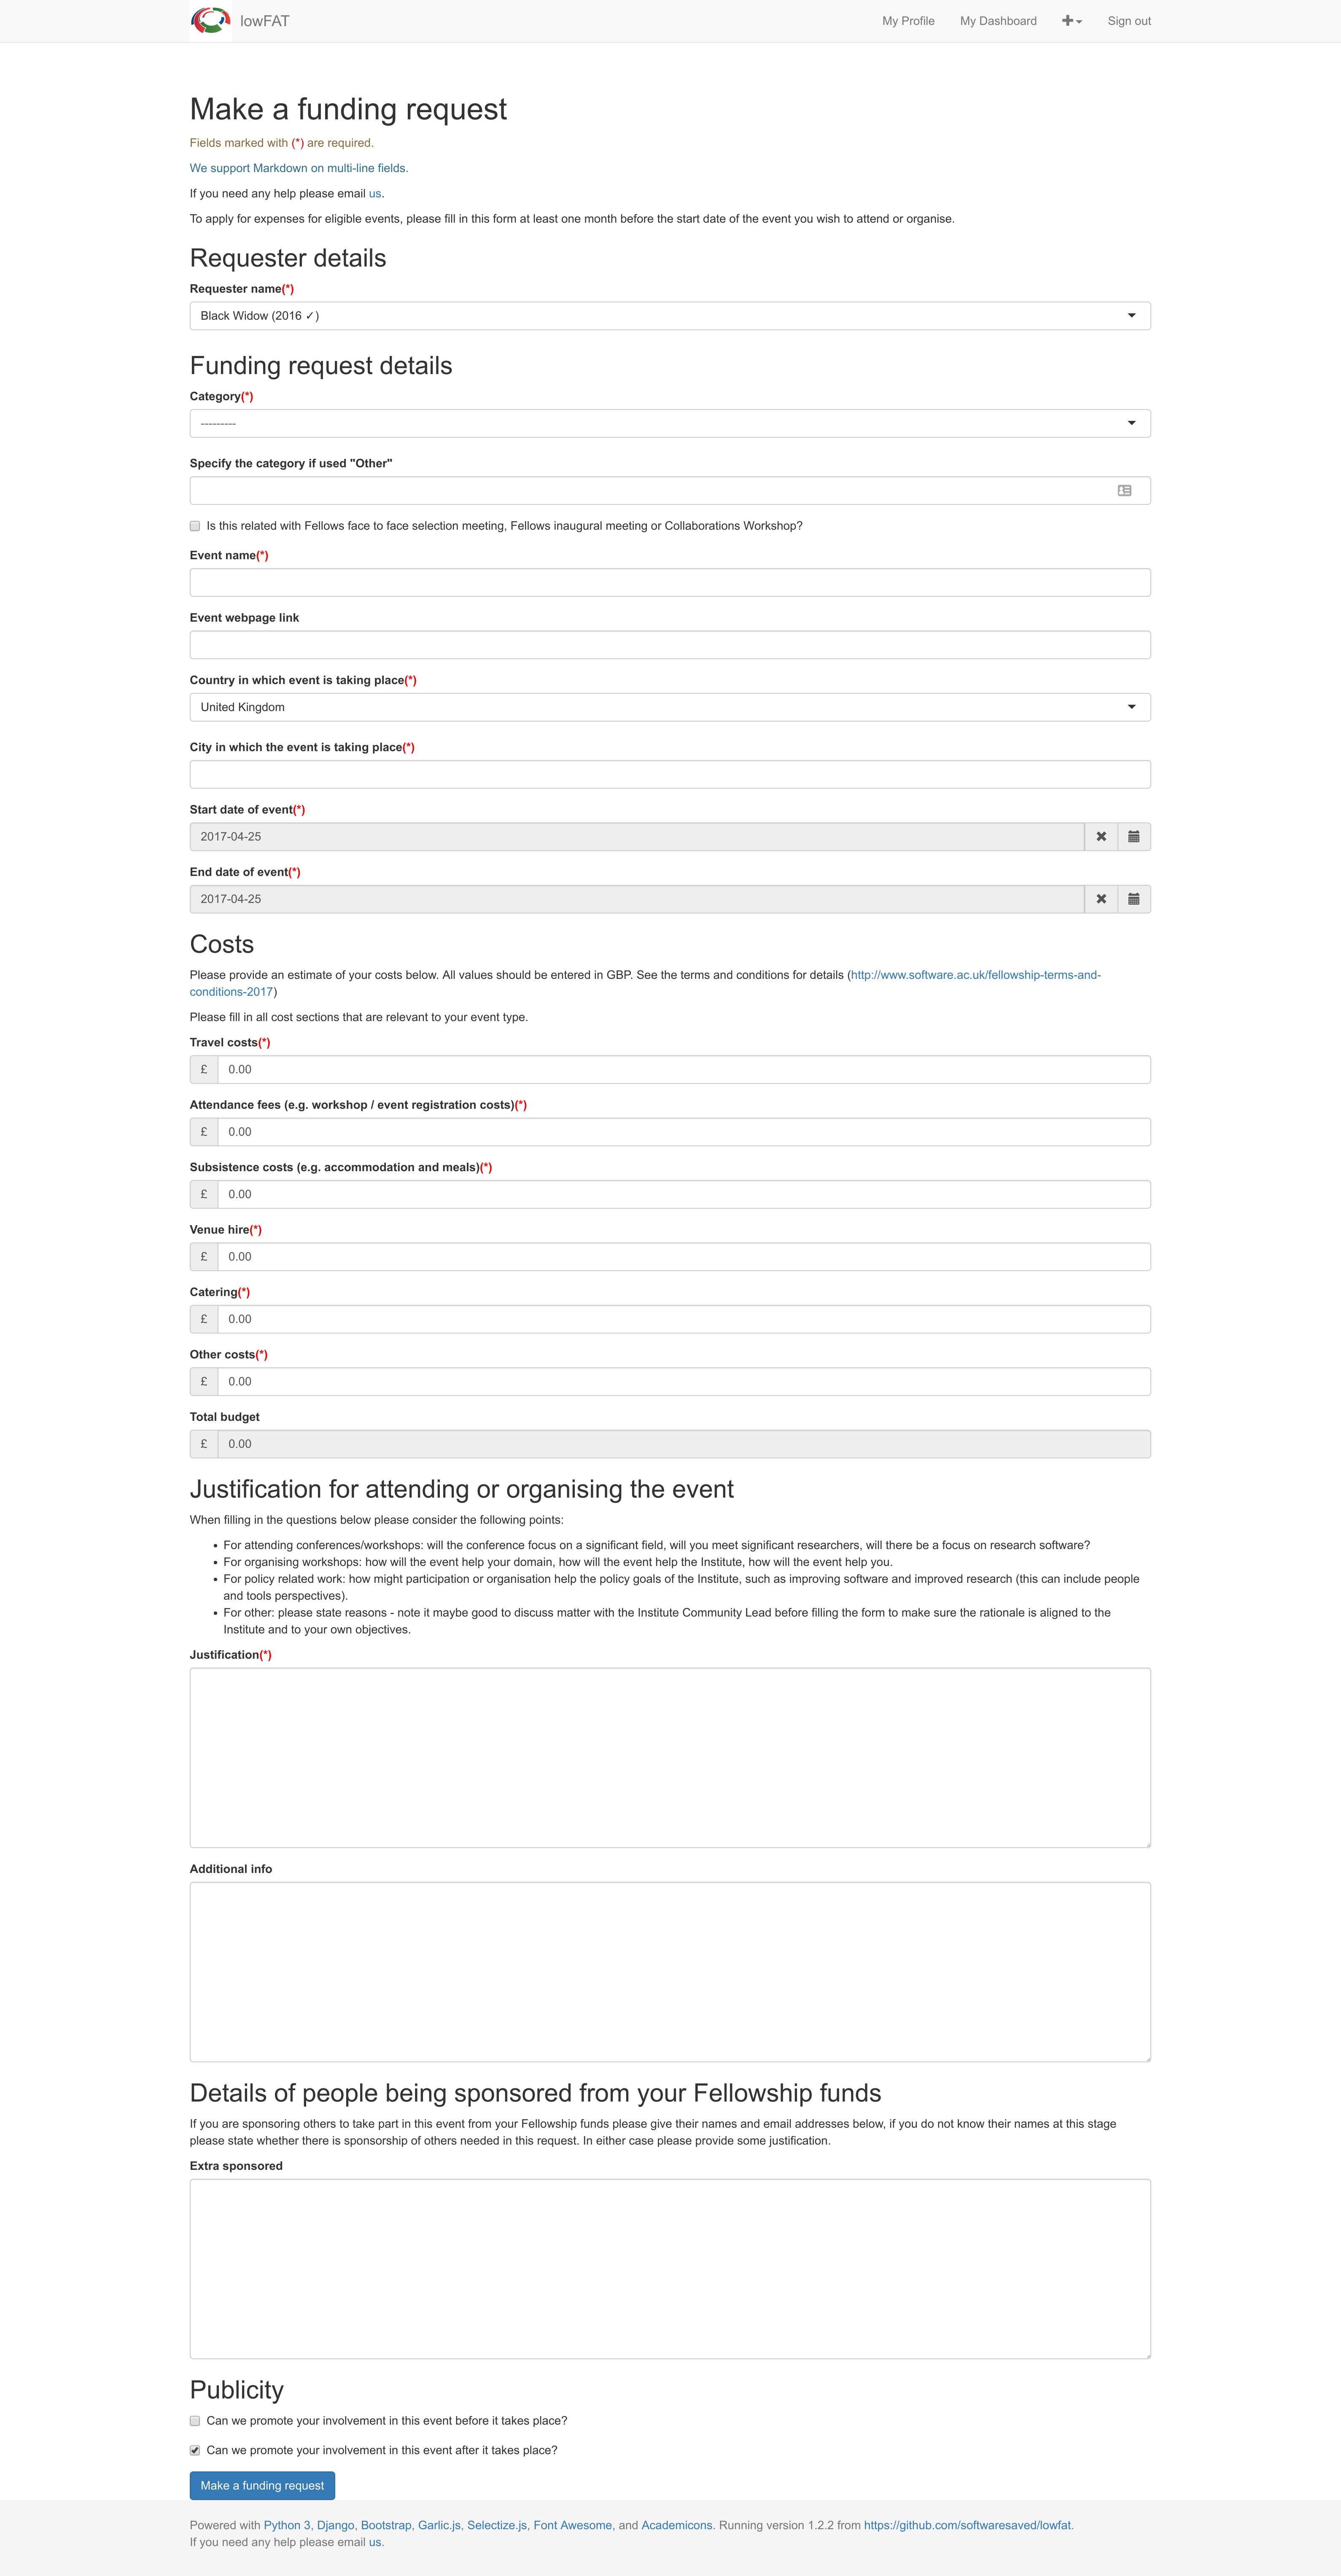 lowFAT
My Profile
My Dashboard
Sign out
Make a funding request
Fields marked with (*) are required.
We support Markdown on multi-line fields.
If you need any help please email us.
To apply for expenses for eligible events, please fill in this form at least one month before the start date of the event you wish to attend or organise.
Requester details
Requester name(*)
Black Widow (2016 ✓)
Funding request details
Category(*)
---------
Specify the category if used "Other"
Is this related with Fellows face to face selection meeting, Fellows inaugural meeting or Collaborations Workshop?
Event name(*)
Event webpage link
Country in which event is taking place(*)
United Kingdom
City in which the event is taking place(*)
Start date of event(*)
2017-04-25
End date of event(*)
2017-04-25
Costs
Please provide an estimate of your costs below. All values should be entered in GBP. See the terms and conditions for details (http://www.software.ac.uk/fellowship-terms-and-
conditions-2017)
Please fill in all cost sections that are relevant to your event type.
Travel costs(*)
£ 0.00
Attendance fees (e.g. workshop / event registration costs)(*)
£ 0.00
Subsistence costs (e.g. accommodation and meals)(*)
£ 0.00
Venue hire(*)
£ 0.00
Catering(*)
£ 0.00
Other costs(*)
£ 0.00
Total budget
£ 0.00
Justification for attending or organising the event
When filling in the questions below please consider the following points:
• For attending conferences/workshops: will the conference focus on a significant field, will you meet significant researchers, will there be a focus on research software?
• For organising workshops: how will the event help your domain, how will the event help the Institute, how will the event help you.
• For policy related work: how might participation or organisation help the policy goals of the Institute, such as improving software and improved research (this can include people
and tools perspectives).
• For other: please state reasons - note it maybe good to discuss matter with the Institute Community Lead before filling the form to make sure the rationale is aligned to the
Institute and to your own objectives.
Justification(*)
Additional info
Details of people being sponsored from your Fellowship funds
If you are sponsoring others to take part in this event from your Fellowship funds please give their names and email addresses below, if you do not know their names at this stage
please state whether there is sponsorship of others needed in this request. In either case please provide some justification.
Extra sponsored
Publicity
Can we promote your involvement in this event before it takes place?
Can we promote your involvement in this event after it takes place?
Make a funding request
Powered with Python 3, Django, Bootstrap, Garlic.js, Selectize.js, Font Awesome, and Academicons. Running version 1.2.2 from https://github.com/softwaresaved/lowfat.
If you need any help please email us.